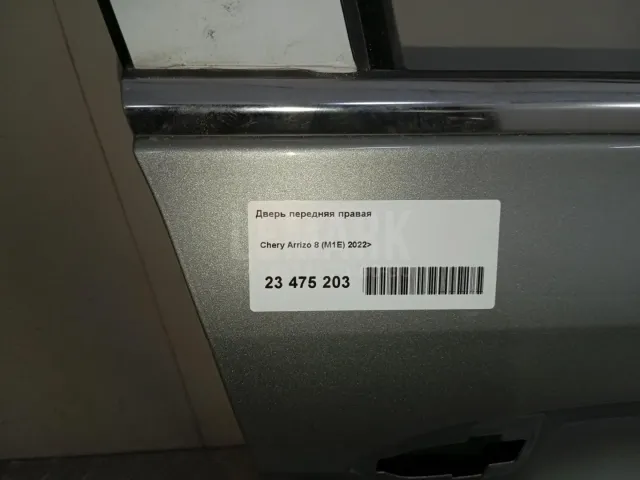 Дверь передняя правая
Chery Arrizo 8 (M1E) 2022>
23 475 203